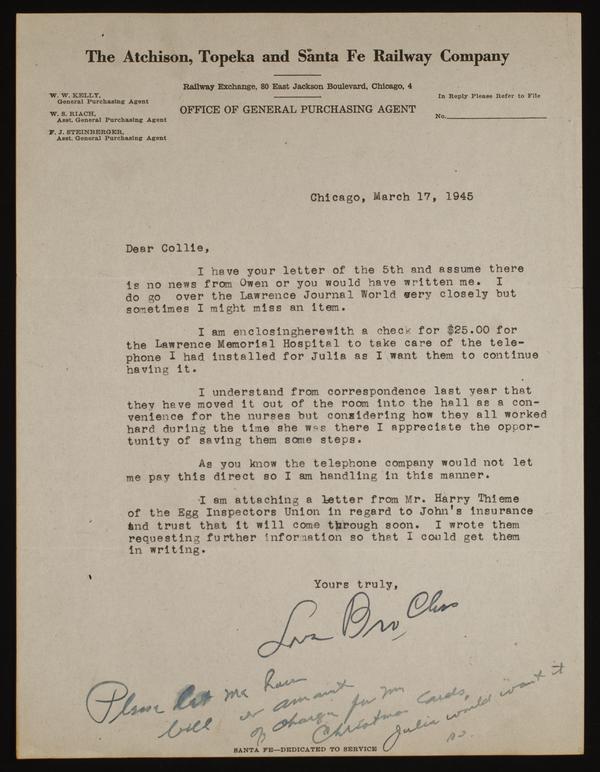 The Atchison, Topeka and Santa Fe Railway Company
Railway Exchange, 80 East Jackson Boulevard, Chicago, 4
OFFICE OF GENERAL PURCHASING AGENT
W. W. KELLY,
General Purchasing Agent
W. S. RIACH,
Asst. General Purchasing Agent
F. J. STEINBERGER,
Asst. General Purchasing Agent
In Reply Please Refer to File
No.
Chicago, March 17, 1945
Dear Collie,
I have your letter of the 5th and assume there
is no news from Owen or you would have written me. I
do go over the Lawrence Journal World very closely but
sometimes I might miss an item.
I am enclosingherewith a check for $25.00 for
the Lawrence Memorial Hospital to take care of the tele-
phone I had installed for Julia as I want them to continue
having it.
I understand from correspondence last year that
they have moved it out of the room into the hall as a con-
venience for the nurses but considering how they all worked
hard during the time she was there I appreciate the oppor-
tunity of saving them some steps.
As you know the telephone company would not let
me pay this direct so I am handling in this manner.
I am attaching a letter from Mr. Harry Thieme
of the Egg Inspectors Union in regard to John's insurance
and trust that it will come through soon. I wrote them
requesting further information so that I could get them
in writing.
Yours truly,
Bro Chas
Please let me have
bill or amount
of charge for my
Christmas Cards,
Julia would want it
so.
SANTA FE—DEDICATED TO SERVICE